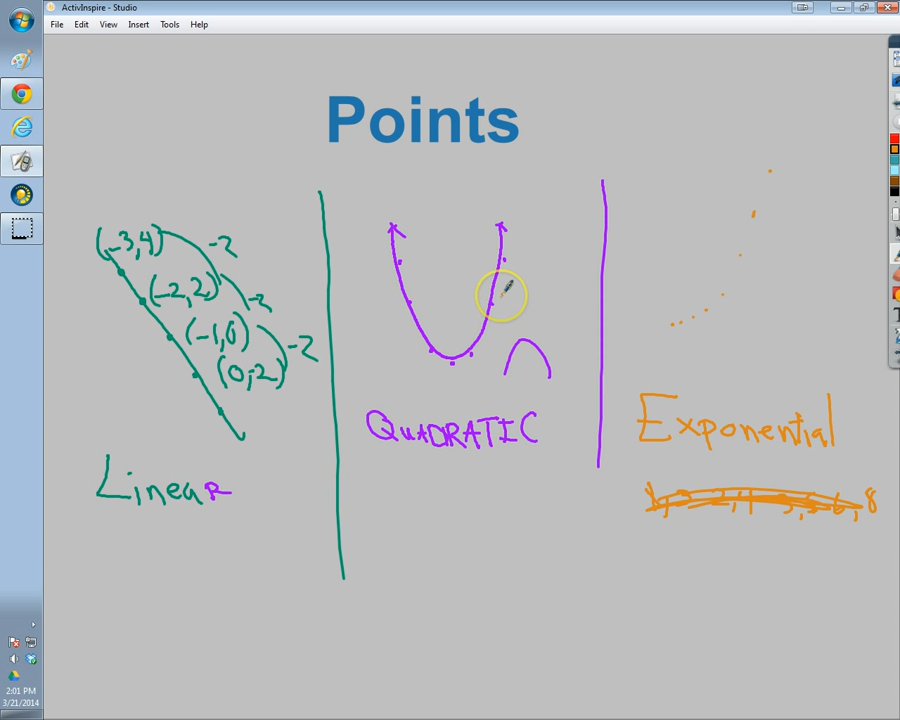 ActivInspire - Studio
File Edit View Insert Tools Help
Points
(-3,4) -2
(-2,2) -2
(-1,0) -2
(0,-2)
Linear
QUADRATIC
Exponential
2:01 PM
3/21/2014